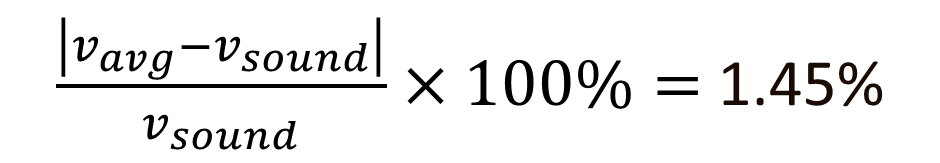 |v_avg−v_sound|
v_sound
× 100% = 1.45%